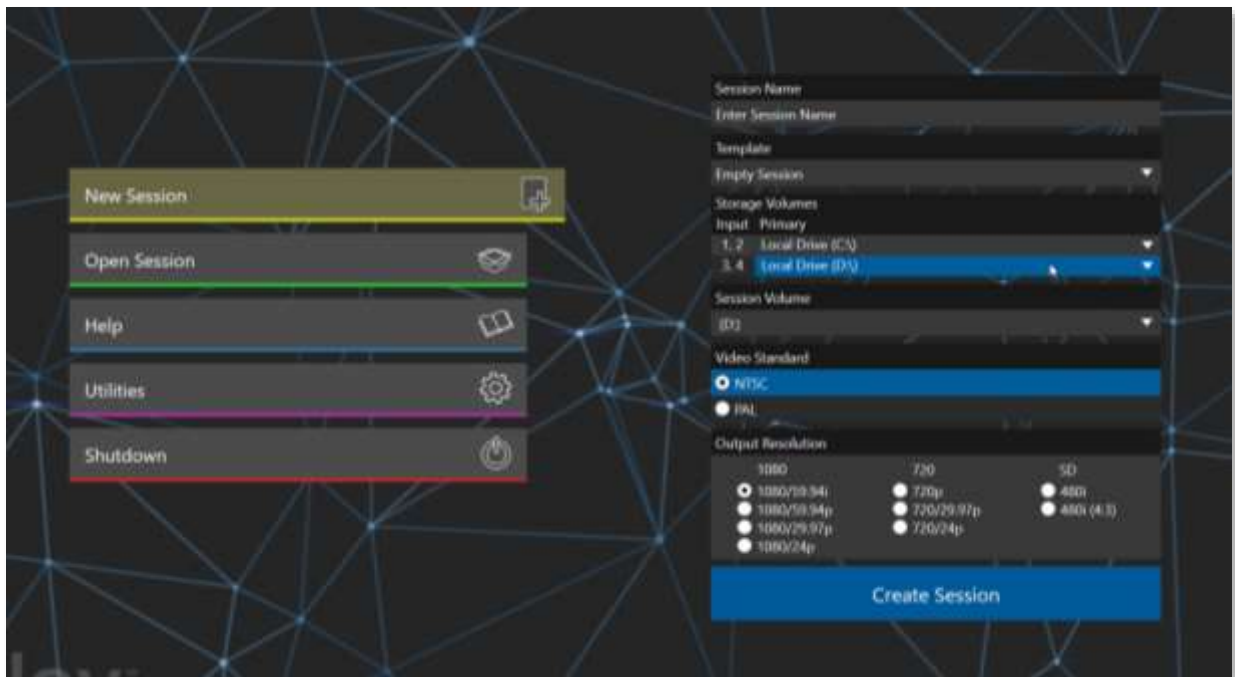 New Session
Open Session
Help
Utilities
Shutdown
Session Name
Enter Session Name
Template
Empty Session
Storage Volumes
Input Primary
1, 2 Local Drive (C:\)
3, 4 Local Drive (D:\)
Session Volume
(D:)
Video Standard
NTSC
PAL
Output Resolution
1080 720 SD
1080/59.94i 720p 480i
1080/59.94p 720/29.97p 480i (4:3)
1080/29.97p 720/24p
1080/24p
Create Session